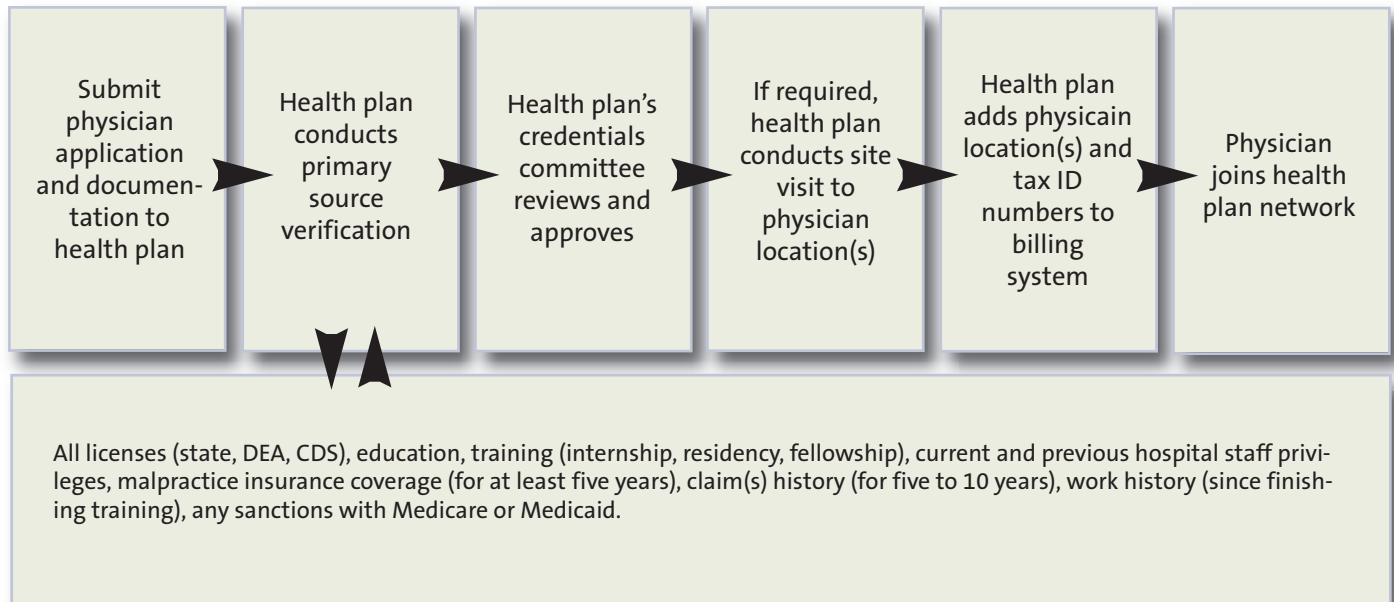 Submit
physician
application
and documen-
tation to
health plan
Health plan
conducts
primary
source
verification
Health plan’s
credentials
committee
reviews and
approves
If required,
health plan
conducts site
visit to
physician
location(s)
Health plan
adds physicain
location(s) and
tax ID
numbers to
billing
system
Physician
joins health
plan network
All licenses (state, DEA, CDS), education, training (internship, residency, fellowship), current and previous hospital staff privi-
leges, malpractice insurance coverage (for at least five years), claim(s) history (for five to 10 years), work history (since finish-
ing training), any sanctions with Medicare or Medicaid.